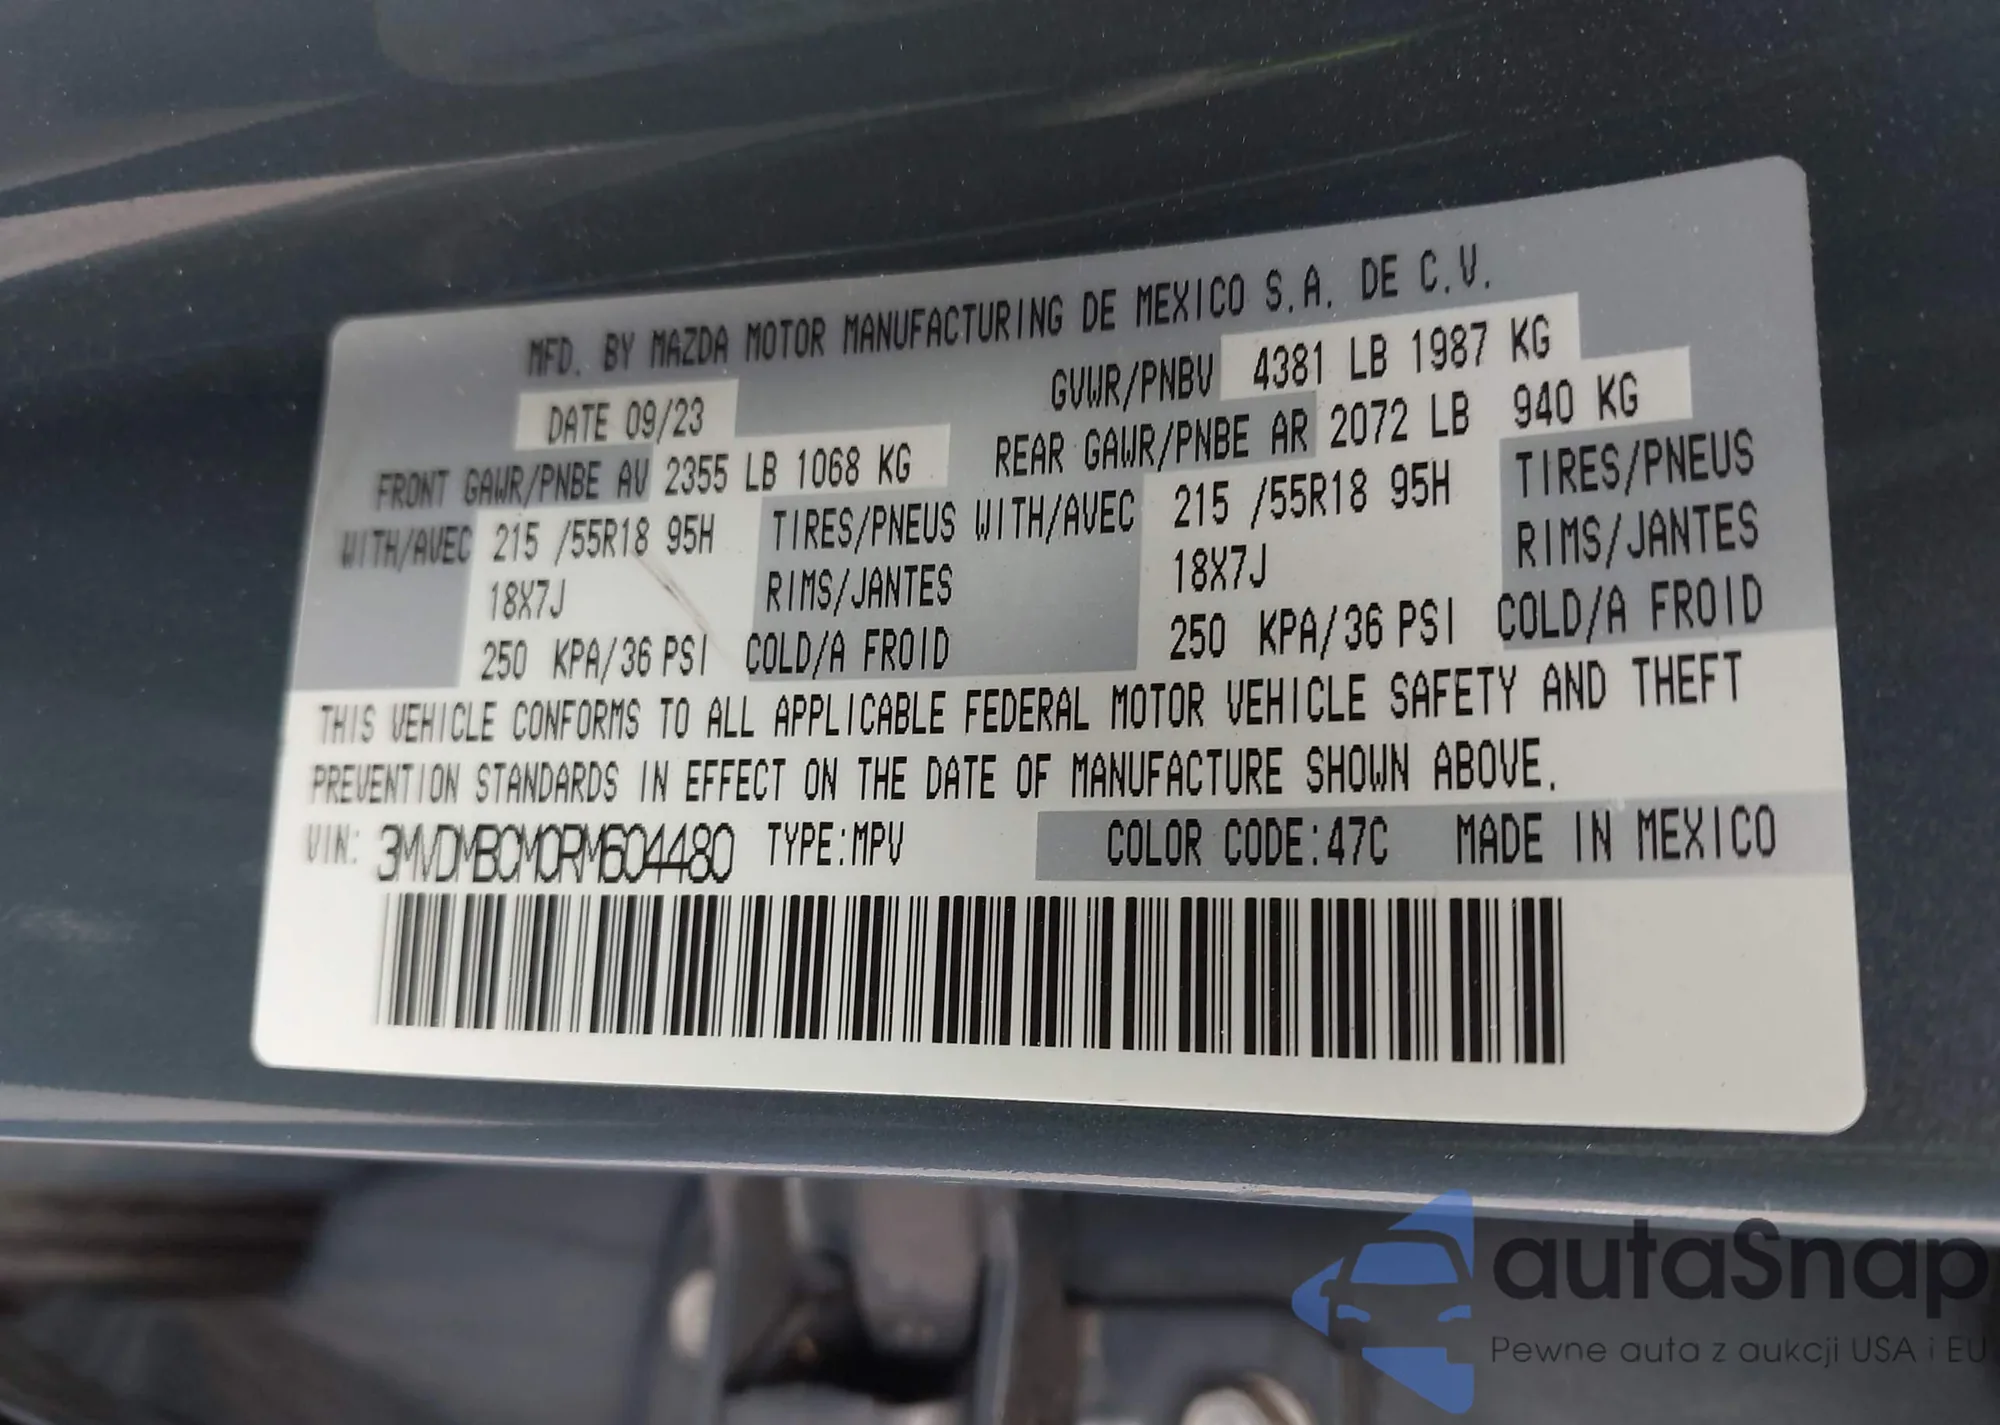 MFD. BY MAZDA MOTOR MANUFACTURING DE MEXICO S.A. DE C.V.
DATE 09/23 GVWR/PNBV 4381 LB 1987 KG
FRONT GAWR/PNBE AV 2355 LB 1068 KG REAR GAWR/PNBE AR 2072 LB 940 KG
WITH/AVEC 215 /55R18 95H TIRES/PNEUS WITH/AVEC 215 /55R18 95H TIRES/PNEUS
18X7J RIMS/JANTES 18X7J RIMS/JANTES
250 KPA/36 PSI COLD/A FROID 250 KPA/36 PSI COLD/A FROID
THIS VEHICLE CONFORMS TO ALL APPLICABLE FEDERAL MOTOR VEHICLE SAFETY AND THEFT
PREVENTION STANDARDS IN EFFECT ON THE DATE OF MANUFACTURE SHOWN ABOVE.
VIN: 3MVDMBCM0RM604480 TYPE:MPV COLOR CODE:47C MADE IN MEXICO
autaSnap
Pewne auta z aukcji USA i EU